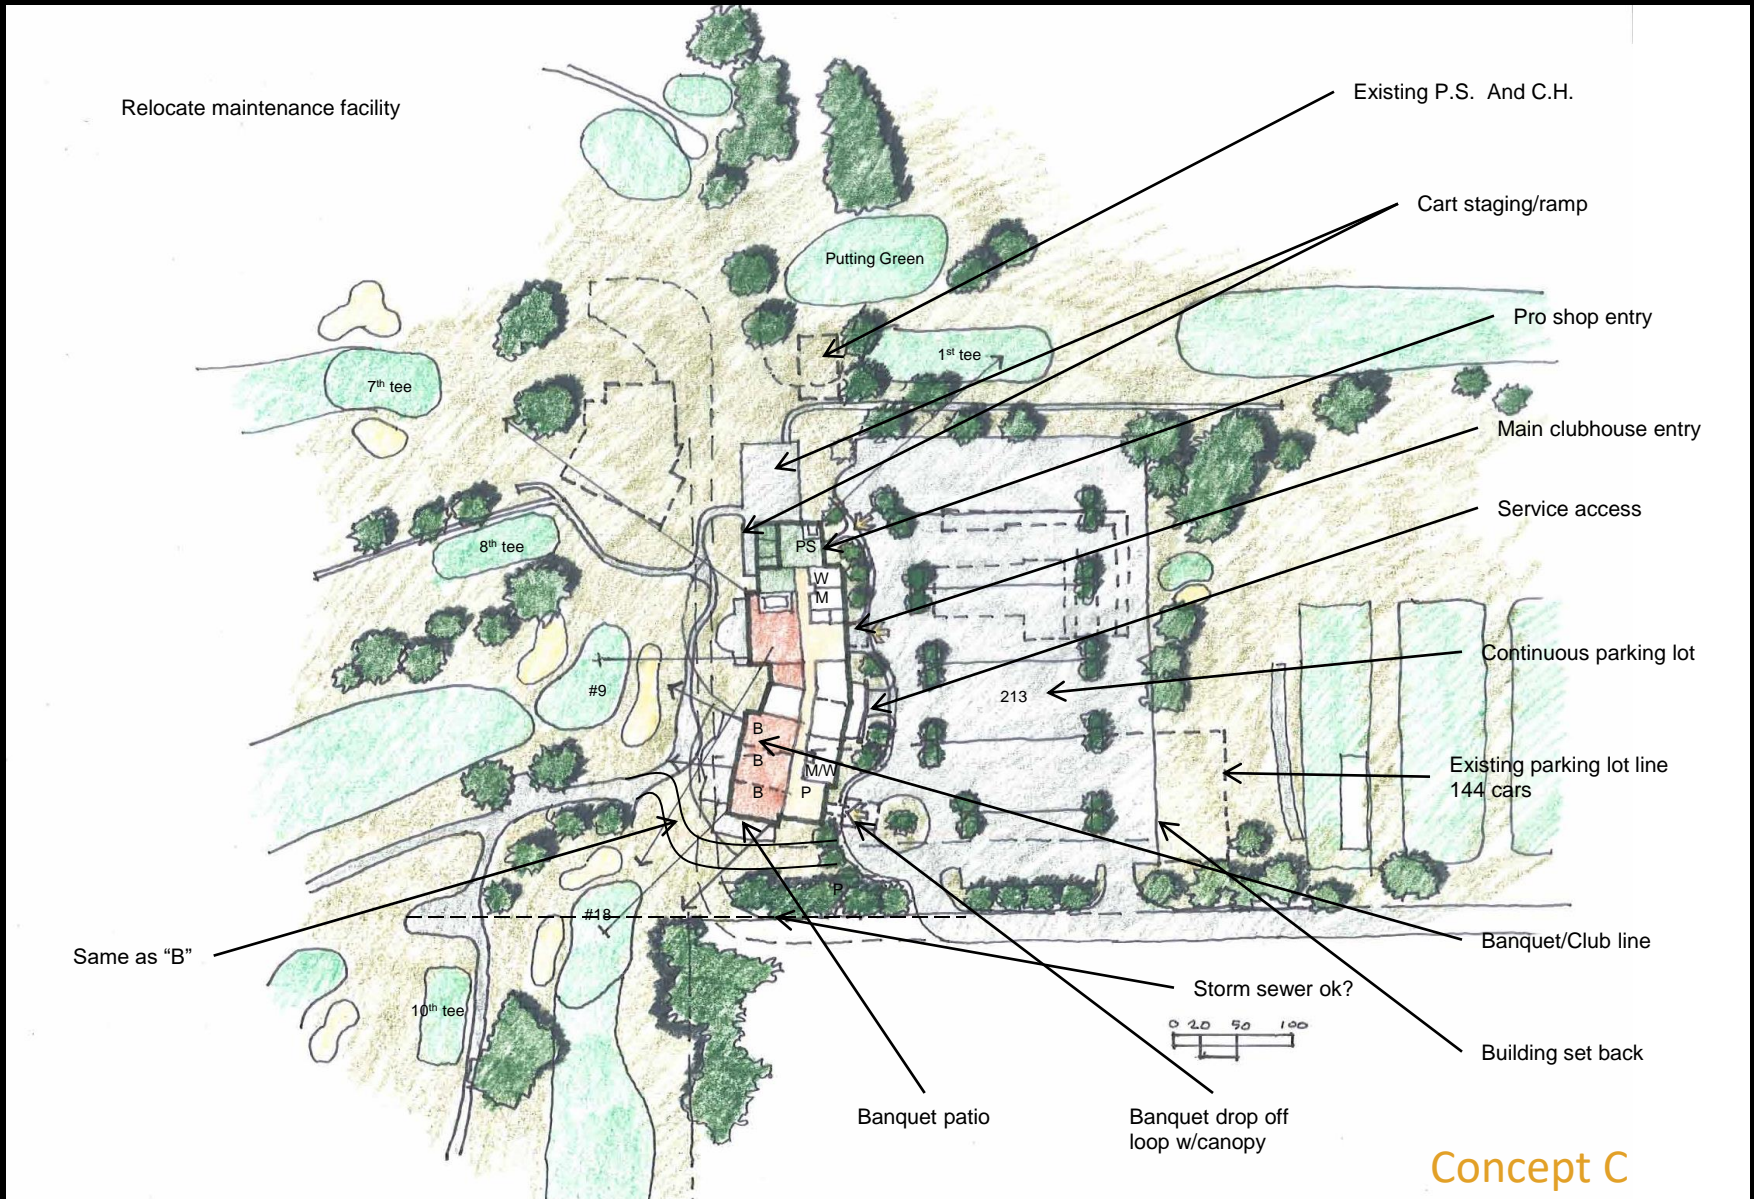 Relocate maintenance facility
Existing P.S. And C.H.
Cart staging/ramp
Putting Green
Pro shop entry
1st tee
7th tee
Main clubhouse entry
Service access
8th tee
PS
W
M
Continuous parking lot
#9
213
B
B
M/W
B
P
Existing parking lot line
144 cars
P
#18
Same as “B”
Banquet/Club line
Storm sewer ok?
10th tee
0 20 50 100
Building set back
Banquet patio
Banquet drop off
loop w/canopy
Concept C